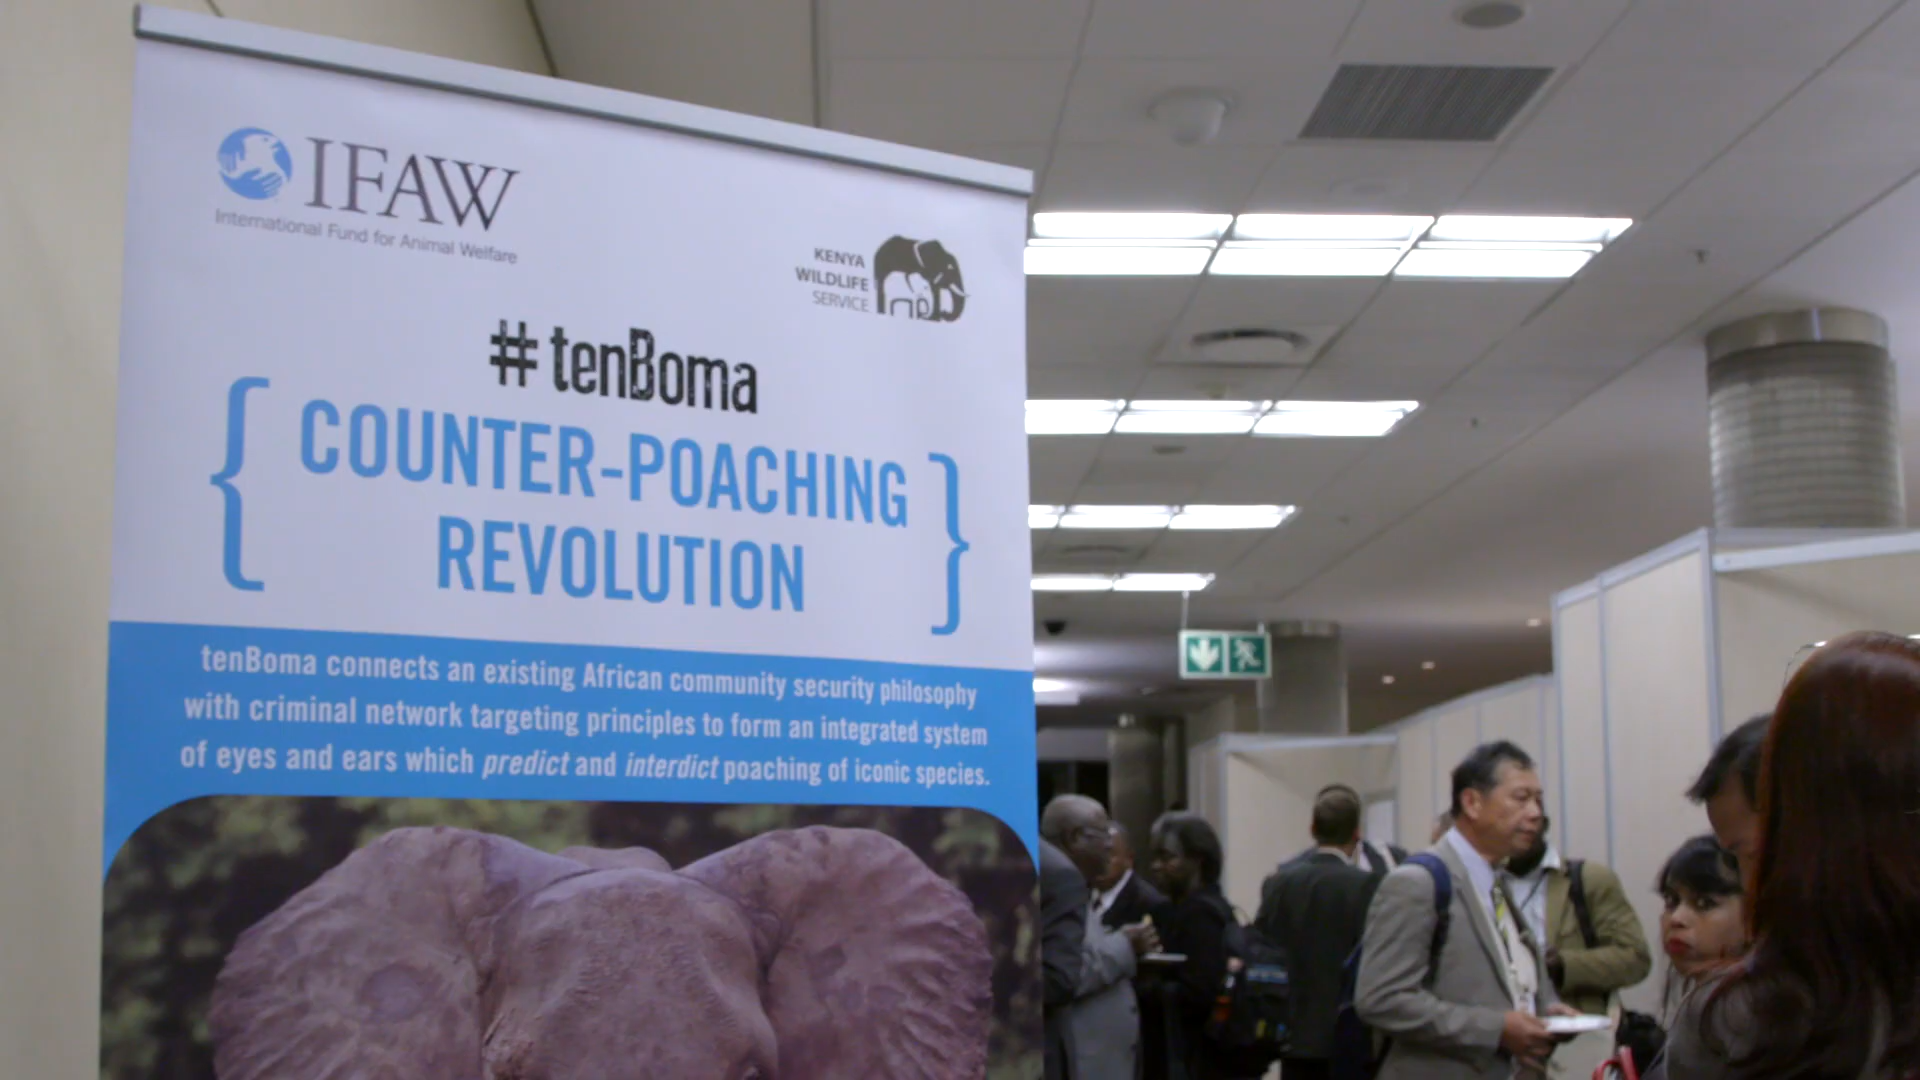 IFAW
International Fund for Animal Welfare
KENYA
WILDLIFE
SERVICE
#tenBoma
{ COUNTER-POACHING
REVOLUTION }
tenBoma connects an existing African community security philosophy
with criminal network targeting principles to form an integrated system
of eyes and ears which predict and interdict poaching of iconic species.